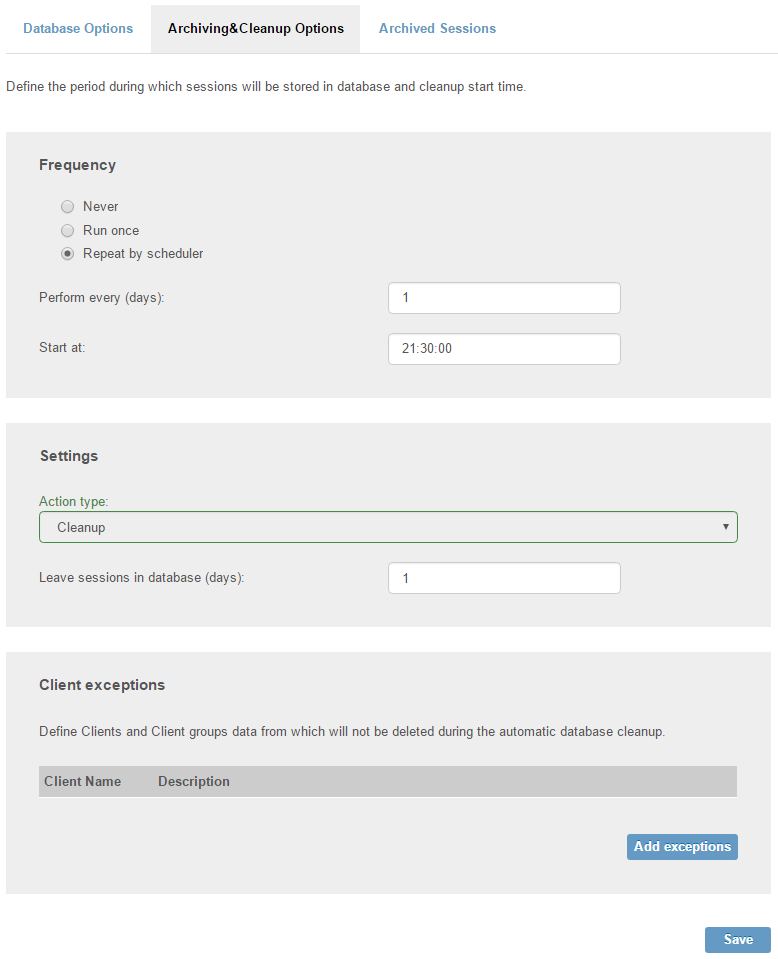 Database Options Archiving&Cleanup Options Archived Sessions
Define the period during which sessions will be stored in database and cleanup start time.
Frequency
Never
Run once
Repeat by scheduler
Perform every (days): 1
Start at: 21:30:00
Settings
Action type:
Cleanup
Leave sessions in database (days): 1
Client exceptions
Define Clients and Client groups data from which will not be deleted during the automatic database cleanup.
Client Name Description
Add exceptions
Save